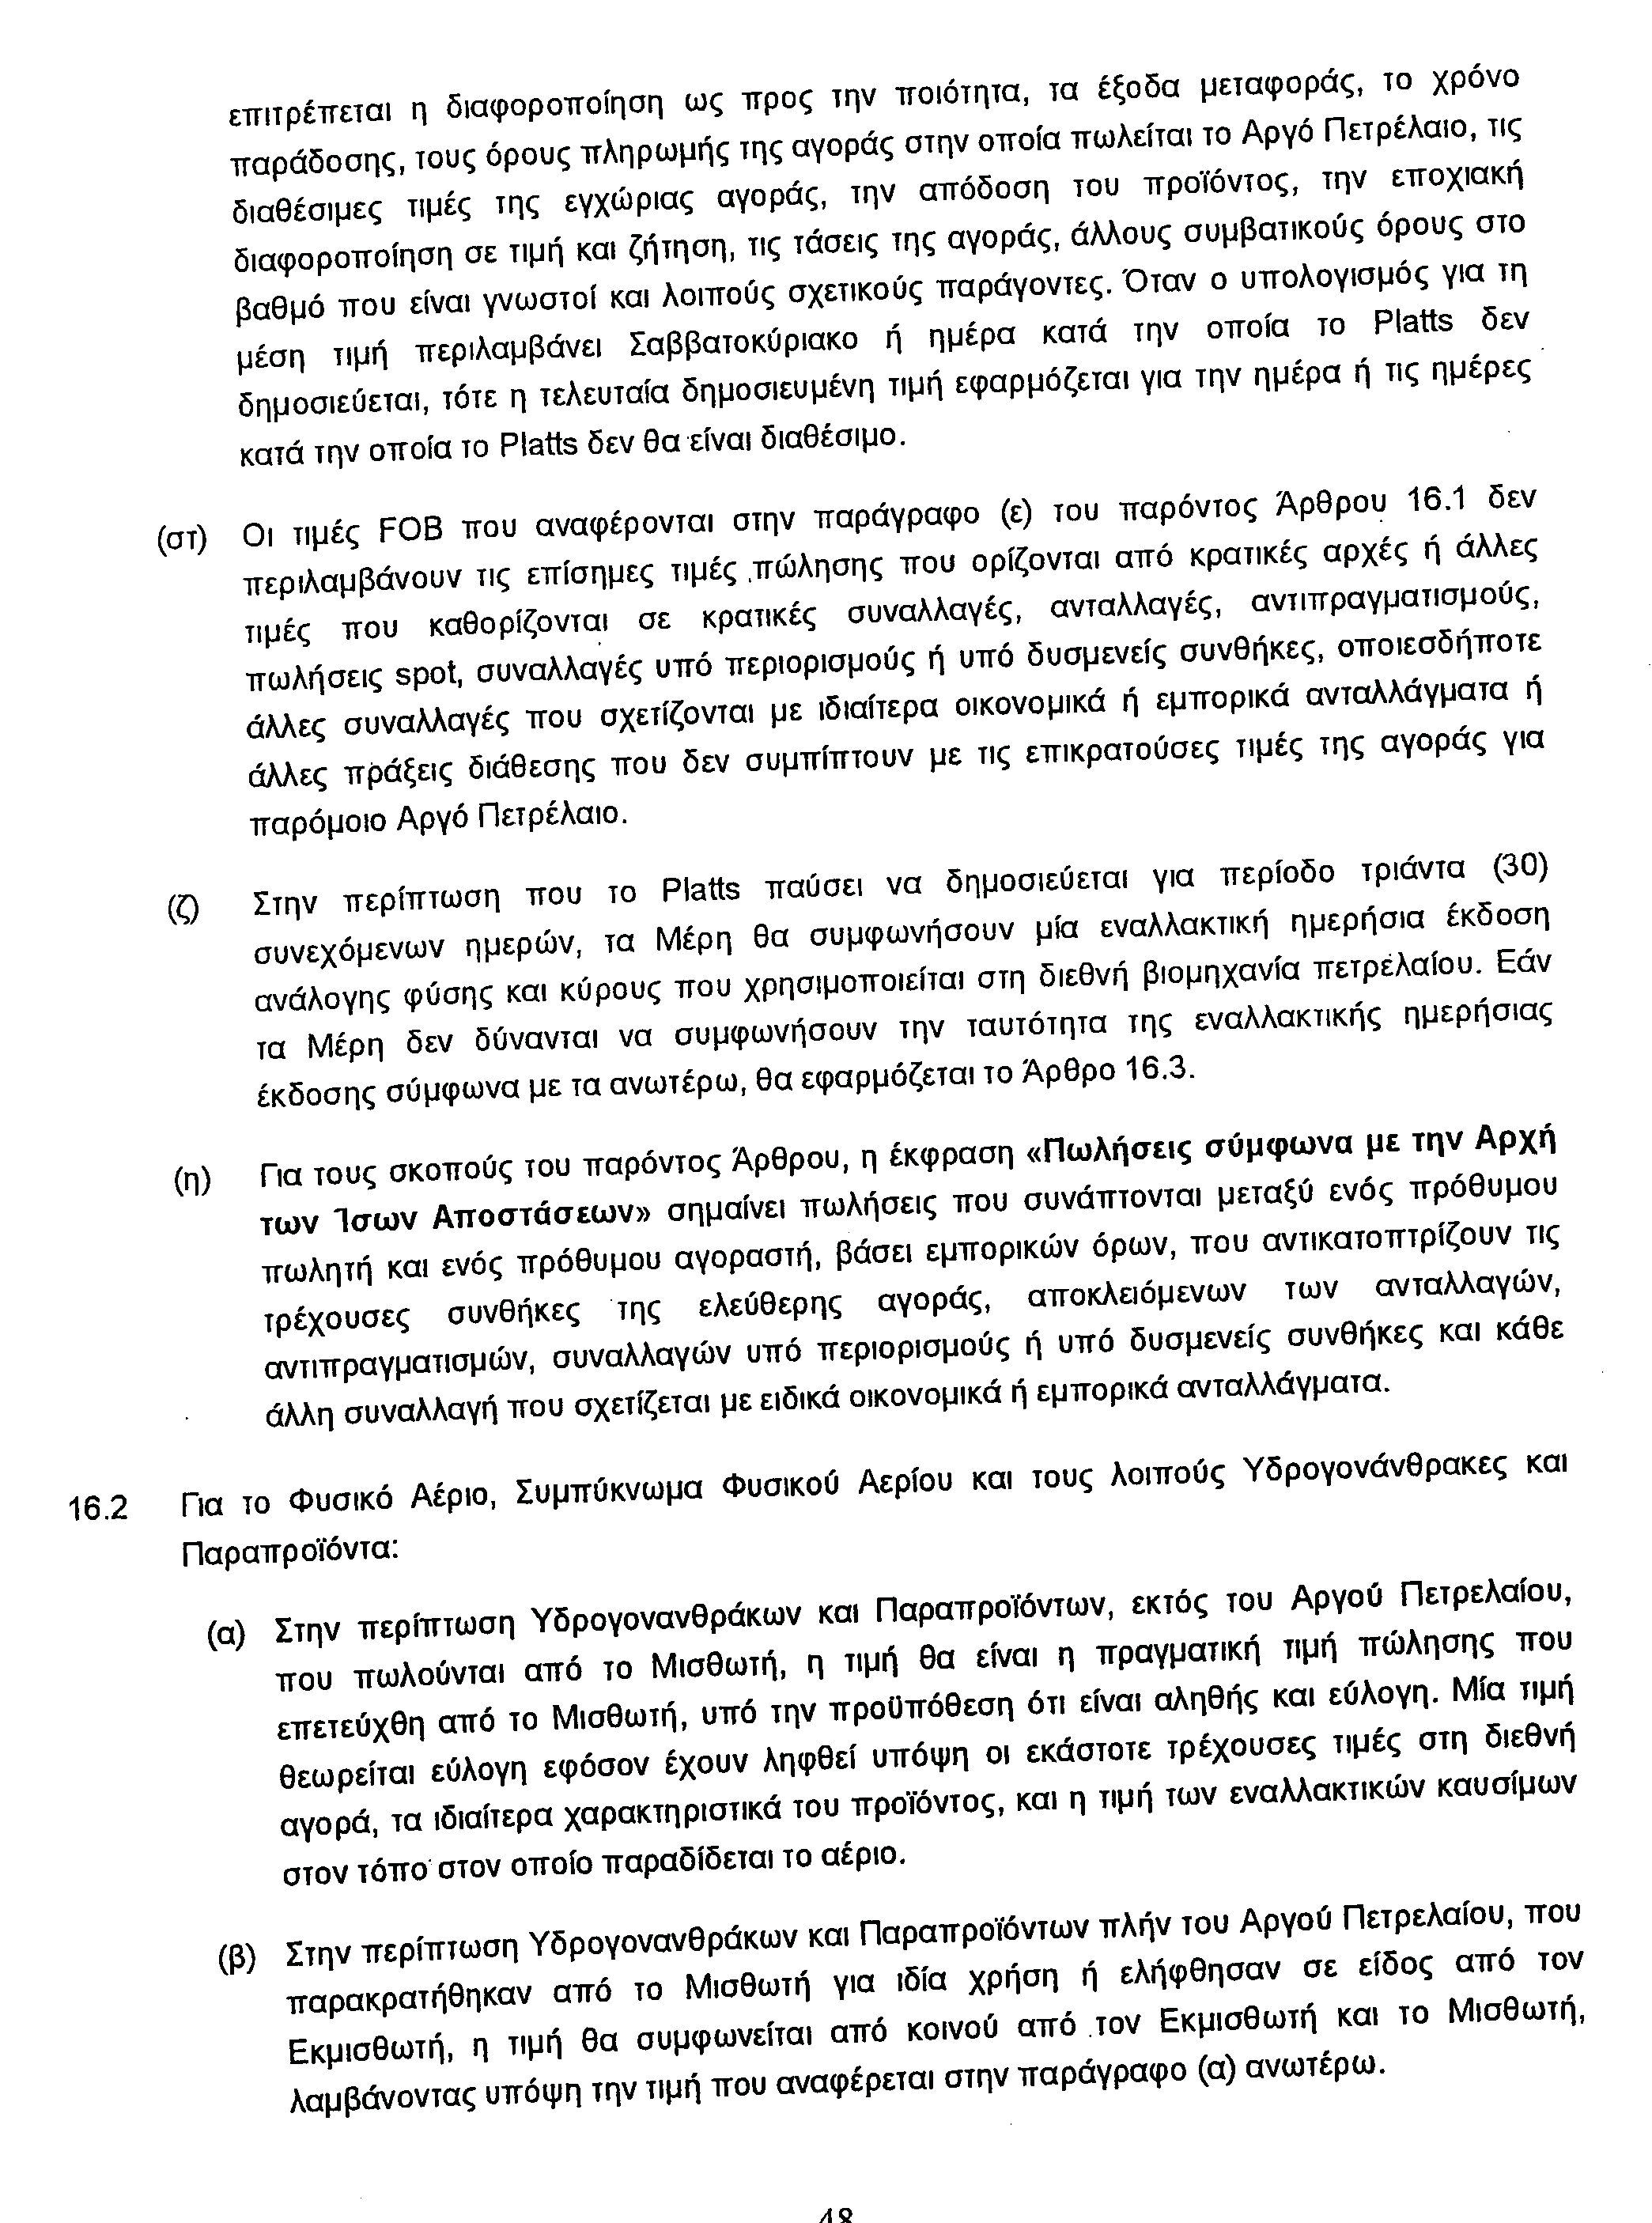 επιτρέπεται η διαφοροποίηση ως προς την ποιότητα, τα έξοδα μεταφοράς, το χρόνο
παράδοσης, τους όρους πληρωμής της αγοράς στην οποία πωλείται το Αργό Πετρέλαιο, τις
διαθέσιμες τιμές της εγχώριας αγοράς, την απόδοση του προϊόντος, την εποχιακή
διαφοροποίηση σε τιμή και ζήτηση, τις τάσεις της αγοράς, άλλους συμβατικούς όρους στο
βαθμό που είναι γνωστοί και λοιπούς σχετικούς παράγοντες. Όταν ο υπολογισμός για τη
μέση τιμή περιλαμβάνει Σαββατοκύριακο ή ημέρα κατά την οποία το Platts δεν
δημοσιεύεται, τότε η τελευταία δημοσιευμένη τιμή εφαρμόζεται για την ημέρα ή τις ημέρες
κατά την οποία το Platts δεν θα είναι διαθέσιμο.
(στ) Οι τιμές FOB που αναφέρονται στην παράγραφο (ε) του παρόντος Άρθρου 16.1 δεν
περιλαμβάνουν τις επίσημες τιμές πώλησης που ορίζονται από κρατικές αρχές ή άλλες
τιμές που καθορίζονται σε κρατικές συναλλαγές, ανταλλαγές, αντιπραγματισμούς,
πωλήσεις spot, συναλλαγές υπό περιορισμούς ή υπό δυσμενείς συνθήκες, οποιεσδήποτε
άλλες συναλλαγές που σχετίζονται με ιδιαίτερα οικονομικά ή εμπορικά ανταλλάγματα ή
άλλες πράξεις διάθεσης που δεν συμπίπτουν με τις επικρατούσες τιμές της αγοράς για
παρόμοιο Αργό Πετρέλαιο.
(ζ) Στην περίπτωση που το Platts παύσει να δημοσιεύεται για περίοδο τριάντα (30)
συνεχόμενων ημερών, τα Μέρη θα συμφωνήσουν μία εναλλακτική ημερήσια έκδοση
ανάλογης φύσης και κύρους που χρησιμοποιείται στη διεθνή βιομηχανία πετρελαίου. Εάν
τα Μέρη δεν δύνανται να συμφωνήσουν την ταυτότητα της εναλλακτικής ημερήσιας
έκδοσης σύμφωνα με τα ανωτέρω, θα εφαρμόζεται το Άρθρο 16.3.
(η) Για τους σκοπούς του παρόντος Άρθρου, η έκφραση «Πωλήσεις σύμφωνα με την Αρχή
των Ίσων Αποστάσεων» σημαίνει πωλήσεις που συνάπτονται μεταξύ ενός πρόθυμου
πωλητή και ενός πρόθυμου αγοραστή, βάσει εμπορικών όρων, που αντικατοπτρίζουν τις
τρέχουσες συνθήκες της ελεύθερης αγοράς, αποκλειόμενων των ανταλλαγών,
αντιπραγματισμών, συναλλαγών υπό περιορισμούς ή υπό δυσμενείς συνθήκες και κάθε
άλλη συναλλαγή που σχετίζεται με ειδικά οικονομικά ή εμπορικά ανταλλάγματα.
16.2 Για το Φυσικό Αέριο, Συμπύκνωμα Φυσικού Αερίου και τους λοιπούς Υδρογονάνθρακες και
Παραπροϊόντα:
(α) Στην περίπτωση Υδρογονανθράκων και Παραπροϊόντων, εκτός του Αργού Πετρελαίου,
που πωλούνται από το Μισθωτή, η τιμή θα είναι η πραγματική τιμή πώλησης που
επετεύχθη από το Μισθωτή, υπό την προϋπόθεση ότι είναι αληθής και εύλογη. Μία τιμή
θεωρείται εύλογη εφόσον έχουν ληφθεί υπόψη οι εκάστοτε τρέχουσες τιμές στη διεθνή
αγορά, τα ιδιαίτερα χαρακτηριστικά του προϊόντος, και η τιμή των εναλλακτικών καυσίμων
στον τόπο στον οποίο παραδίδεται το αέριο.
(β) Στην περίπτωση Υδρογονανθράκων και Παραπροϊόντων πλήν του Αργού Πετρελαίου, που
παρακρατήθηκαν από το Μισθωτή για ιδία χρήση ή ελήφθησαν σε είδος από τον
Εκμισθωτή, η τιμή θα συμφωνείται από κοινού από τον Εκμισθωτή και το Μισθωτή,
λαμβάνοντας υπόψη την τιμή που αναφέρεται στην παράγραφο (α) ανωτέρω.
48